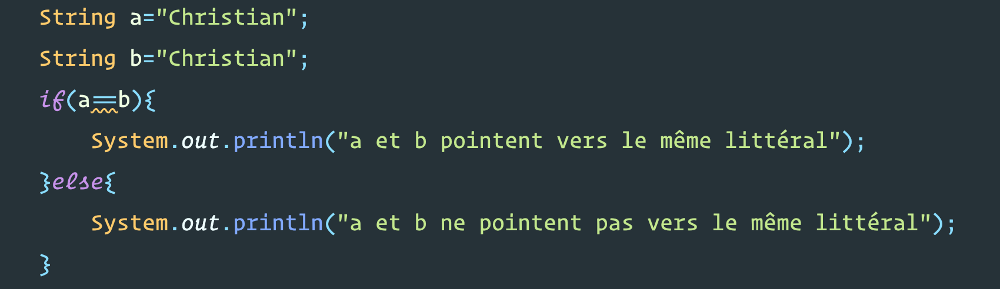 String a="Christian";
String b="Christian";
if(a==b){
    System.out.println("a et b pointent vers le même littéral");
}else{
    System.out.println("a et b ne pointent pas vers le même littéral");
}